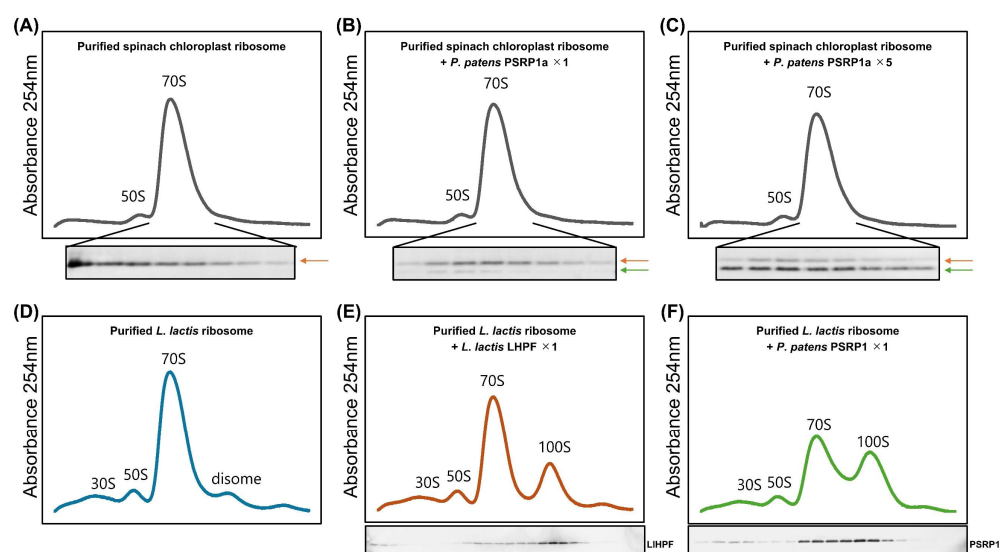 (A)
Absorbance 254nm
Purified spinach chloroplast ribosome
70S
50S
(B)
Absorbance 254nm
Purified spinach chloroplast ribosome
+ P. patens PSRP1a ×1
70S
50S
(C)
Absorbance 254nm
Purified spinach chloroplast ribosome
+ P. patens PSRP1a ×5
70S
50S
(D)
Absorbance 254nm
Purified L. lactis ribosome
70S
30S
50S
disome
(E)
Absorbance 254nm
Purified L. lactis ribosome
+ L. lactis LHPF ×1
70S
100S
30S
50S
LlHPF
(F)
Absorbance 254nm
Purified L. lactis ribosome
+ P. patens PSRP1 ×1
70S
100S
30S
50S
PSRP1